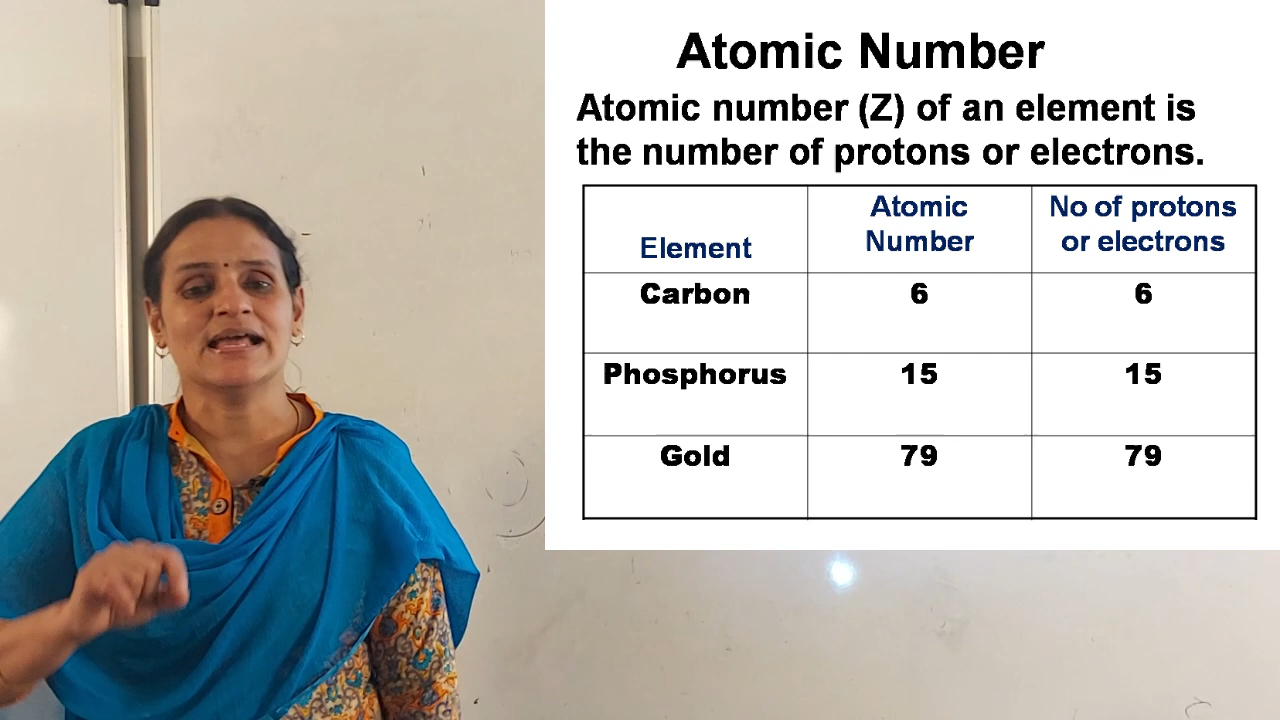 Atomic Number
Atomic number (Z) of an element is
the number of protons or electrons.
Element
Atomic
Number
No of protons
or electrons
Carbon 6 6
Phosphorus 15 15
Gold 79 79